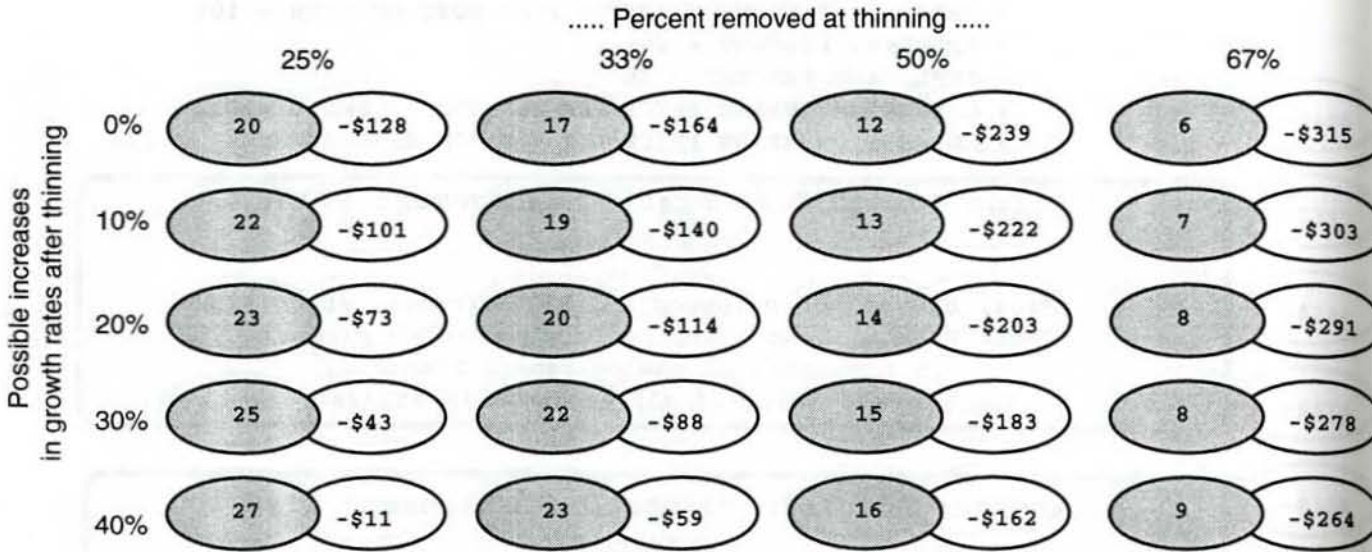 ..... Percent removed at thinning .....
25% 33% 50% 67%
Possible increases
in growth rates after thinning
0% 20 -$128 17 -$164 12 -$239 6 -$315
10% 22 -$101 19 -$140 13 -$222 7 -$303
20% 23 -$73 20 -$114 14 -$203 8 -$291
30% 25 -$43 22 -$88 15 -$183 8 -$278
40% 27 -$11 23 -$59 16 -$162 9 -$264